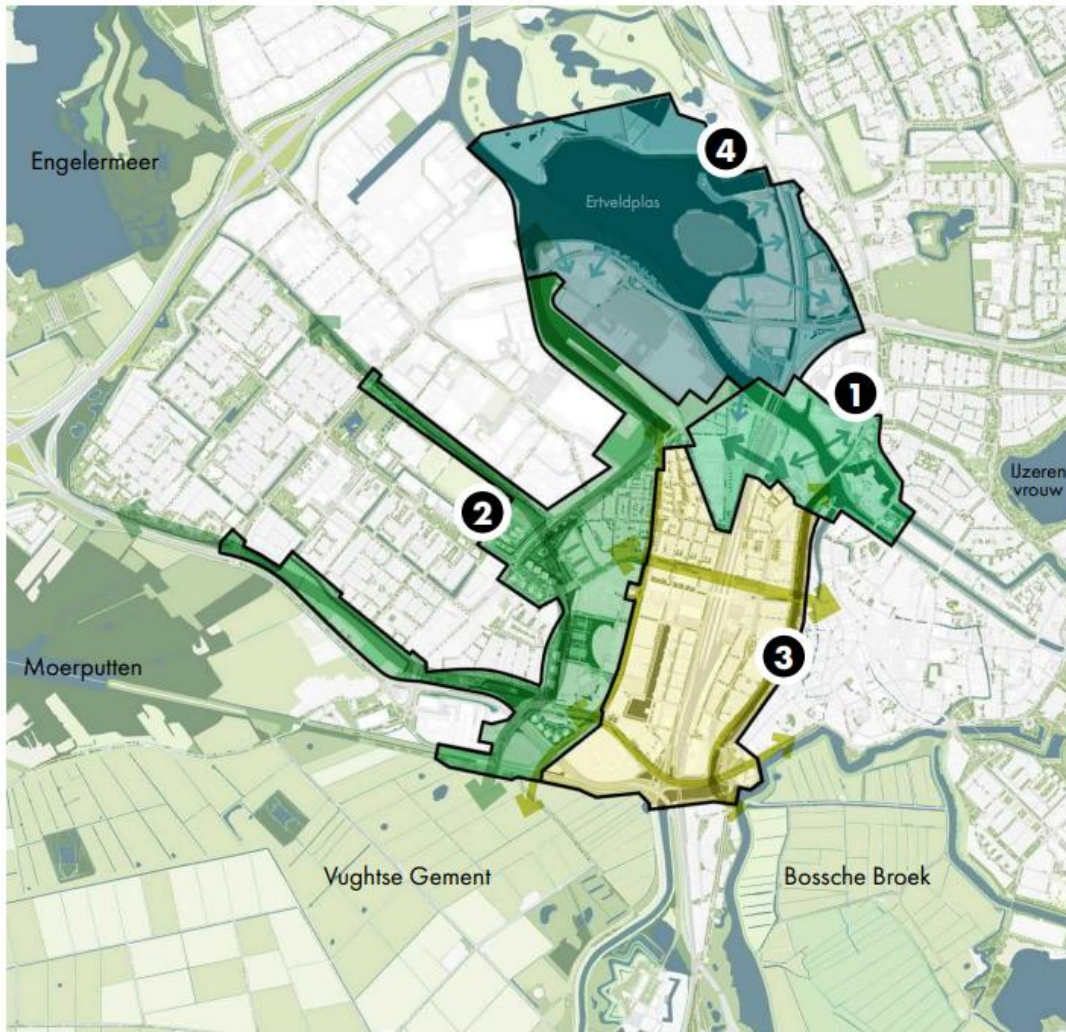 Engelermeer
4
Ertveldplas
1
IJzeren
vrouw
2
3
Moerputten
Vughtse Gement
Bossche Broek